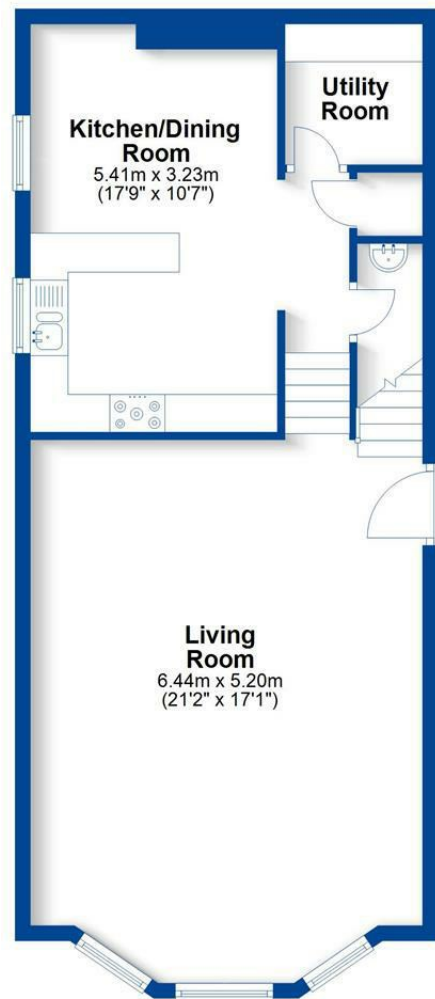 Utility
Room
Kitchen/Dining
Room
5.41m x 3.23m
(17'9" x 10'7")
Living
Room
6.44m x 5.20m
(21'2" x 17'1")